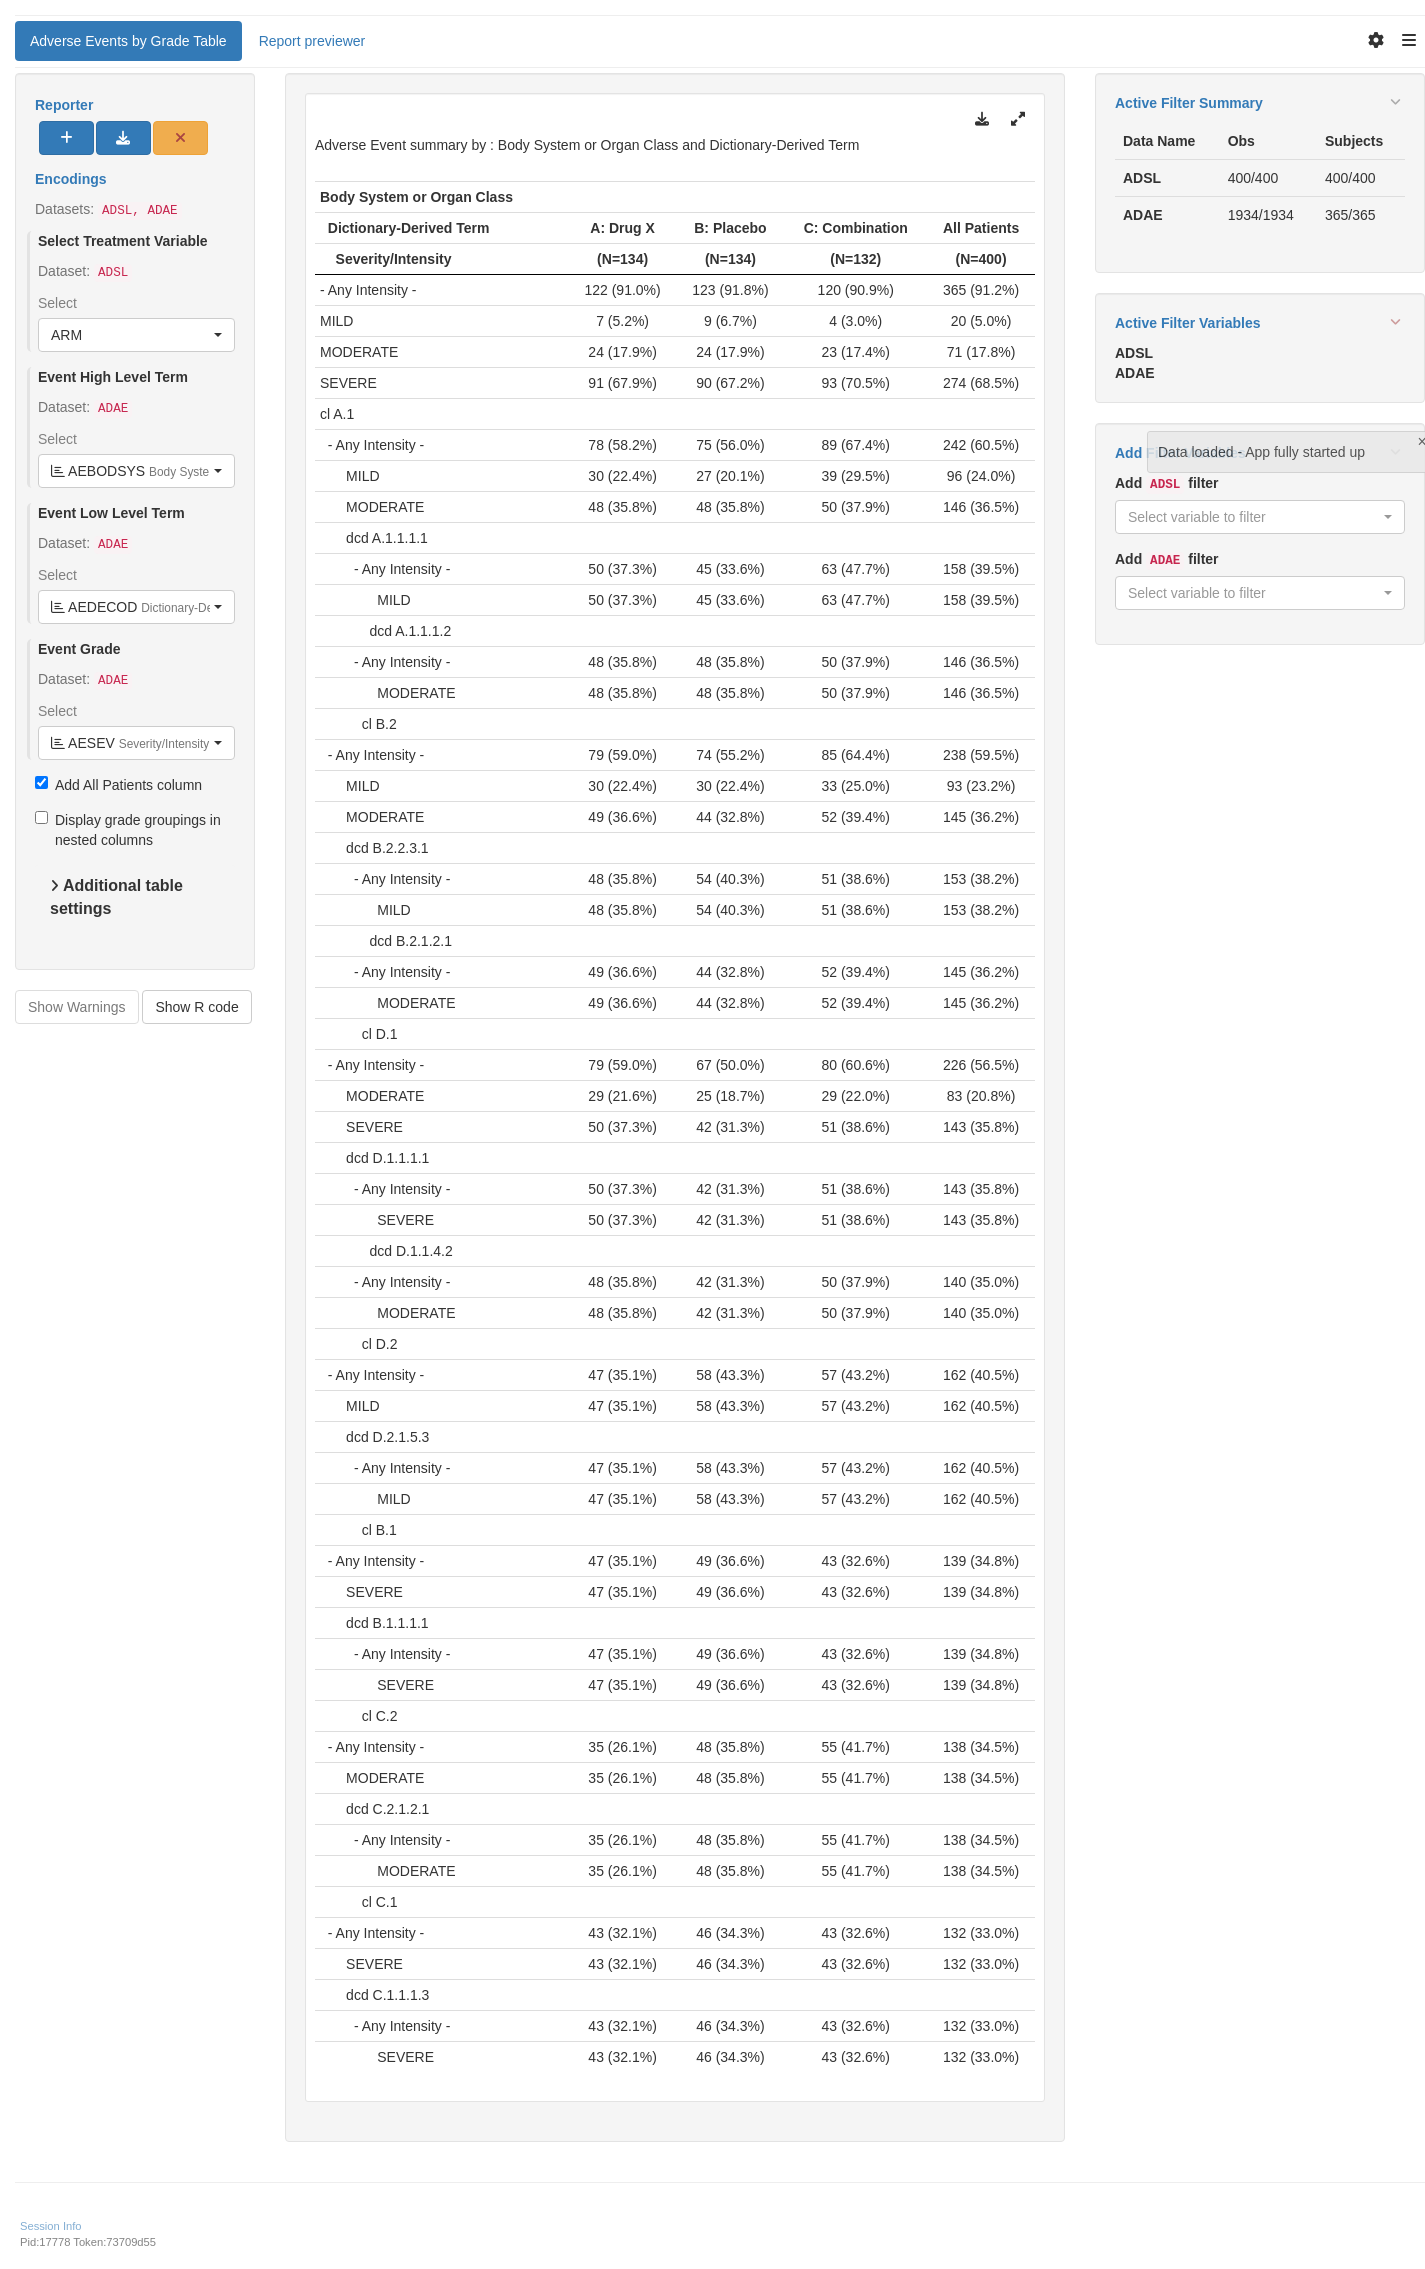 Adverse Events by Grade Table Report previewer
Reporter
Encodings
Datasets: ADSL, ADAE
Select Treatment Variable
Dataset: ADSL
Select
ARM
Event High Level Term
Dataset: ADAE
Select
AEBODSYS Body Syste
Event Low Level Term
Dataset: ADAE
Select
AEDECOD Dictionary-De
Event Grade
Dataset: ADAE
Select
AESEV Severity/Intensity
Add All Patients column
Display grade groupings in
nested columns
Additional table
settings
Show Warnings Show R code
Adverse Event summary by : Body System or Organ Class and Dictionary-Derived Term
Body System or Organ Class
Dictionary-Derived Term A: Drug X B: Placebo C: Combination All Patients
Severity/Intensity (N=134) (N=134) (N=132) (N=400)
- Any Intensity - 122 (91.0%) 123 (91.8%) 120 (90.9%) 365 (91.2%)
MILD 7 (5.2%) 9 (6.7%) 4 (3.0%) 20 (5.0%)
MODERATE 24 (17.9%) 24 (17.9%) 23 (17.4%) 71 (17.8%)
SEVERE 91 (67.9%) 90 (67.2%) 93 (70.5%) 274 (68.5%)
cl A.1
- Any Intensity - 78 (58.2%) 75 (56.0%) 89 (67.4%) 242 (60.5%)
MILD 30 (22.4%) 27 (20.1%) 39 (29.5%) 96 (24.0%)
MODERATE 48 (35.8%) 48 (35.8%) 50 (37.9%) 146 (36.5%)
dcd A.1.1.1.1
- Any Intensity - 50 (37.3%) 45 (33.6%) 63 (47.7%) 158 (39.5%)
MILD 50 (37.3%) 45 (33.6%) 63 (47.7%) 158 (39.5%)
dcd A.1.1.1.2
- Any Intensity - 48 (35.8%) 48 (35.8%) 50 (37.9%) 146 (36.5%)
MODERATE 48 (35.8%) 48 (35.8%) 50 (37.9%) 146 (36.5%)
cl B.2
- Any Intensity - 79 (59.0%) 74 (55.2%) 85 (64.4%) 238 (59.5%)
MILD 30 (22.4%) 30 (22.4%) 33 (25.0%) 93 (23.2%)
MODERATE 49 (36.6%) 44 (32.8%) 52 (39.4%) 145 (36.2%)
dcd B.2.2.3.1
- Any Intensity - 48 (35.8%) 54 (40.3%) 51 (38.6%) 153 (38.2%)
MILD 48 (35.8%) 54 (40.3%) 51 (38.6%) 153 (38.2%)
dcd B.2.1.2.1
- Any Intensity - 49 (36.6%) 44 (32.8%) 52 (39.4%) 145 (36.2%)
MODERATE 49 (36.6%) 44 (32.8%) 52 (39.4%) 145 (36.2%)
cl D.1
- Any Intensity - 79 (59.0%) 67 (50.0%) 80 (60.6%) 226 (56.5%)
MODERATE 29 (21.6%) 25 (18.7%) 29 (22.0%) 83 (20.8%)
SEVERE 50 (37.3%) 42 (31.3%) 51 (38.6%) 143 (35.8%)
dcd D.1.1.1.1
- Any Intensity - 50 (37.3%) 42 (31.3%) 51 (38.6%) 143 (35.8%)
SEVERE 50 (37.3%) 42 (31.3%) 51 (38.6%) 143 (35.8%)
dcd D.1.1.4.2
- Any Intensity - 48 (35.8%) 42 (31.3%) 50 (37.9%) 140 (35.0%)
MODERATE 48 (35.8%) 42 (31.3%) 50 (37.9%) 140 (35.0%)
cl D.2
- Any Intensity - 47 (35.1%) 58 (43.3%) 57 (43.2%) 162 (40.5%)
MILD 47 (35.1%) 58 (43.3%) 57 (43.2%) 162 (40.5%)
dcd D.2.1.5.3
- Any Intensity - 47 (35.1%) 58 (43.3%) 57 (43.2%) 162 (40.5%)
MILD 47 (35.1%) 58 (43.3%) 57 (43.2%) 162 (40.5%)
cl B.1
- Any Intensity - 47 (35.1%) 49 (36.6%) 43 (32.6%) 139 (34.8%)
SEVERE 47 (35.1%) 49 (36.6%) 43 (32.6%) 139 (34.8%)
dcd B.1.1.1.1
- Any Intensity - 47 (35.1%) 49 (36.6%) 43 (32.6%) 139 (34.8%)
SEVERE 47 (35.1%) 49 (36.6%) 43 (32.6%) 139 (34.8%)
cl C.2
- Any Intensity - 35 (26.1%) 48 (35.8%) 55 (41.7%) 138 (34.5%)
MODERATE 35 (26.1%) 48 (35.8%) 55 (41.7%) 138 (34.5%)
dcd C.2.1.2.1
- Any Intensity - 35 (26.1%) 48 (35.8%) 55 (41.7%) 138 (34.5%)
MODERATE 35 (26.1%) 48 (35.8%) 55 (41.7%) 138 (34.5%)
cl C.1
- Any Intensity - 43 (32.1%) 46 (34.3%) 43 (32.6%) 132 (33.0%)
SEVERE 43 (32.1%) 46 (34.3%) 43 (32.6%) 132 (33.0%)
dcd C.1.1.1.3
- Any Intensity - 43 (32.1%) 46 (34.3%) 43 (32.6%) 132 (33.0%)
SEVERE 43 (32.1%) 46 (34.3%) 43 (32.6%) 132 (33.0%)
Active Filter Summary
Data Name Obs Subjects
ADSL 400/400 400/400
ADAE 1934/1934 365/365
Active Filter Variables
ADSL
ADAE
Add
Data loaded - App fully started up
Add ADSL filter
Select variable to filter
Add ADAE filter
Select variable to filter
Session Info
Pid:17778 Token:73709d55